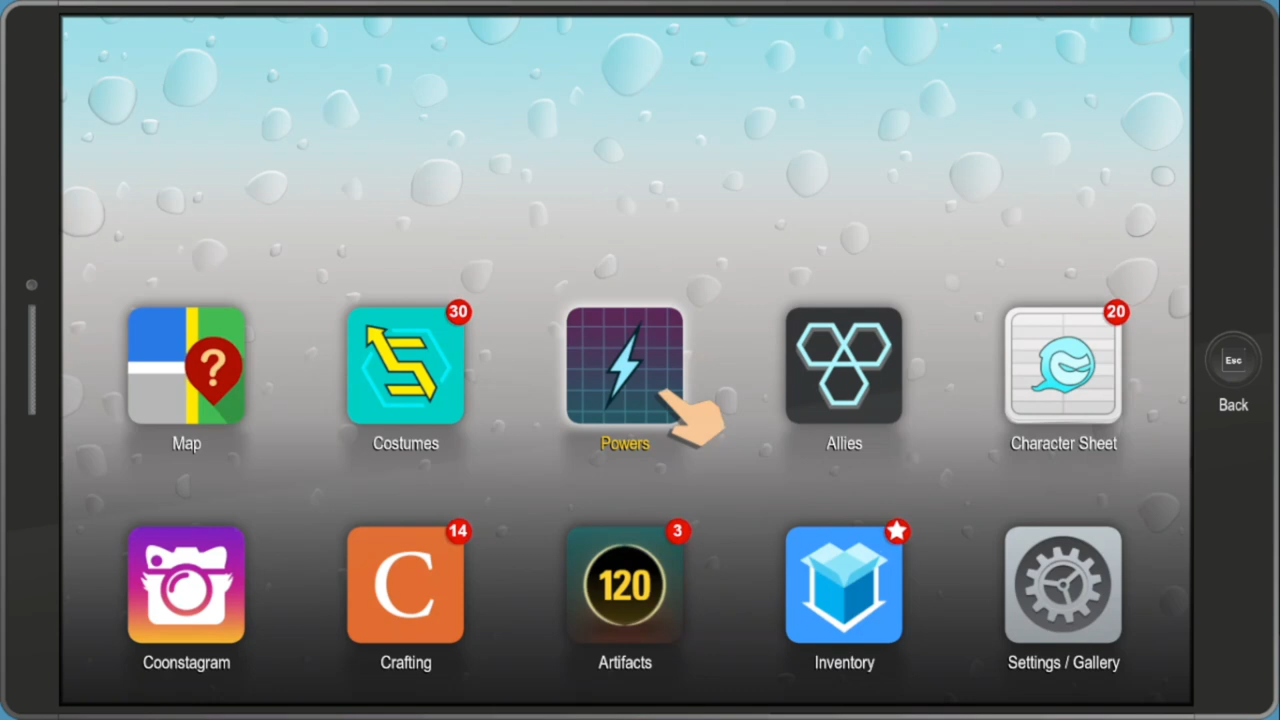 30
20
?
Map
Costumes
Powers
Allies
Character Sheet
Esc
Back
14
3
C
120
Coonstagram
Crafting
Artifacts
Inventory
Settings / Gallery